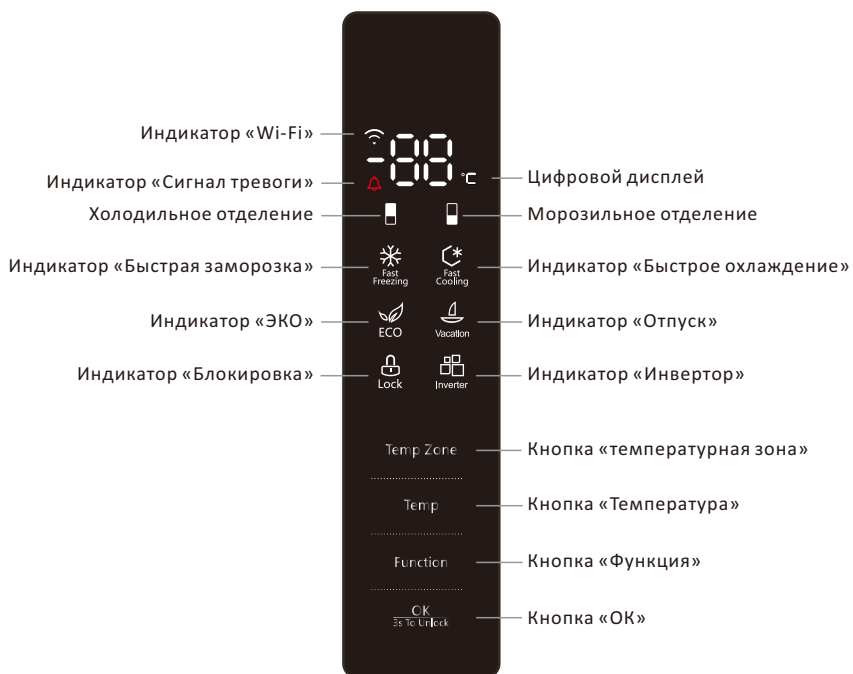 Индикатор «Wi-Fi»
-88
°C
Индикатор «Сигнал тревоги»
Цифровой дисплей
Холодильное отделение
Морозильное отделение
Индикатор «Быстрая заморозка»
Fast
Freezing
Fast
Cooling
Индикатор «Быстрое охлаждение»
Индикатор «ЭКО»
ECO
Vacation
Индикатор «Отпуск»
Индикатор «Блокировка»
Lock
Inverter
Индикатор «Инвертор»
Temp Zone
Кнопка «температурная зона»
Temp
Кнопка «Температура»
Function
Кнопка «Функция»
OK
3s To Unlock
Кнопка «ОК»